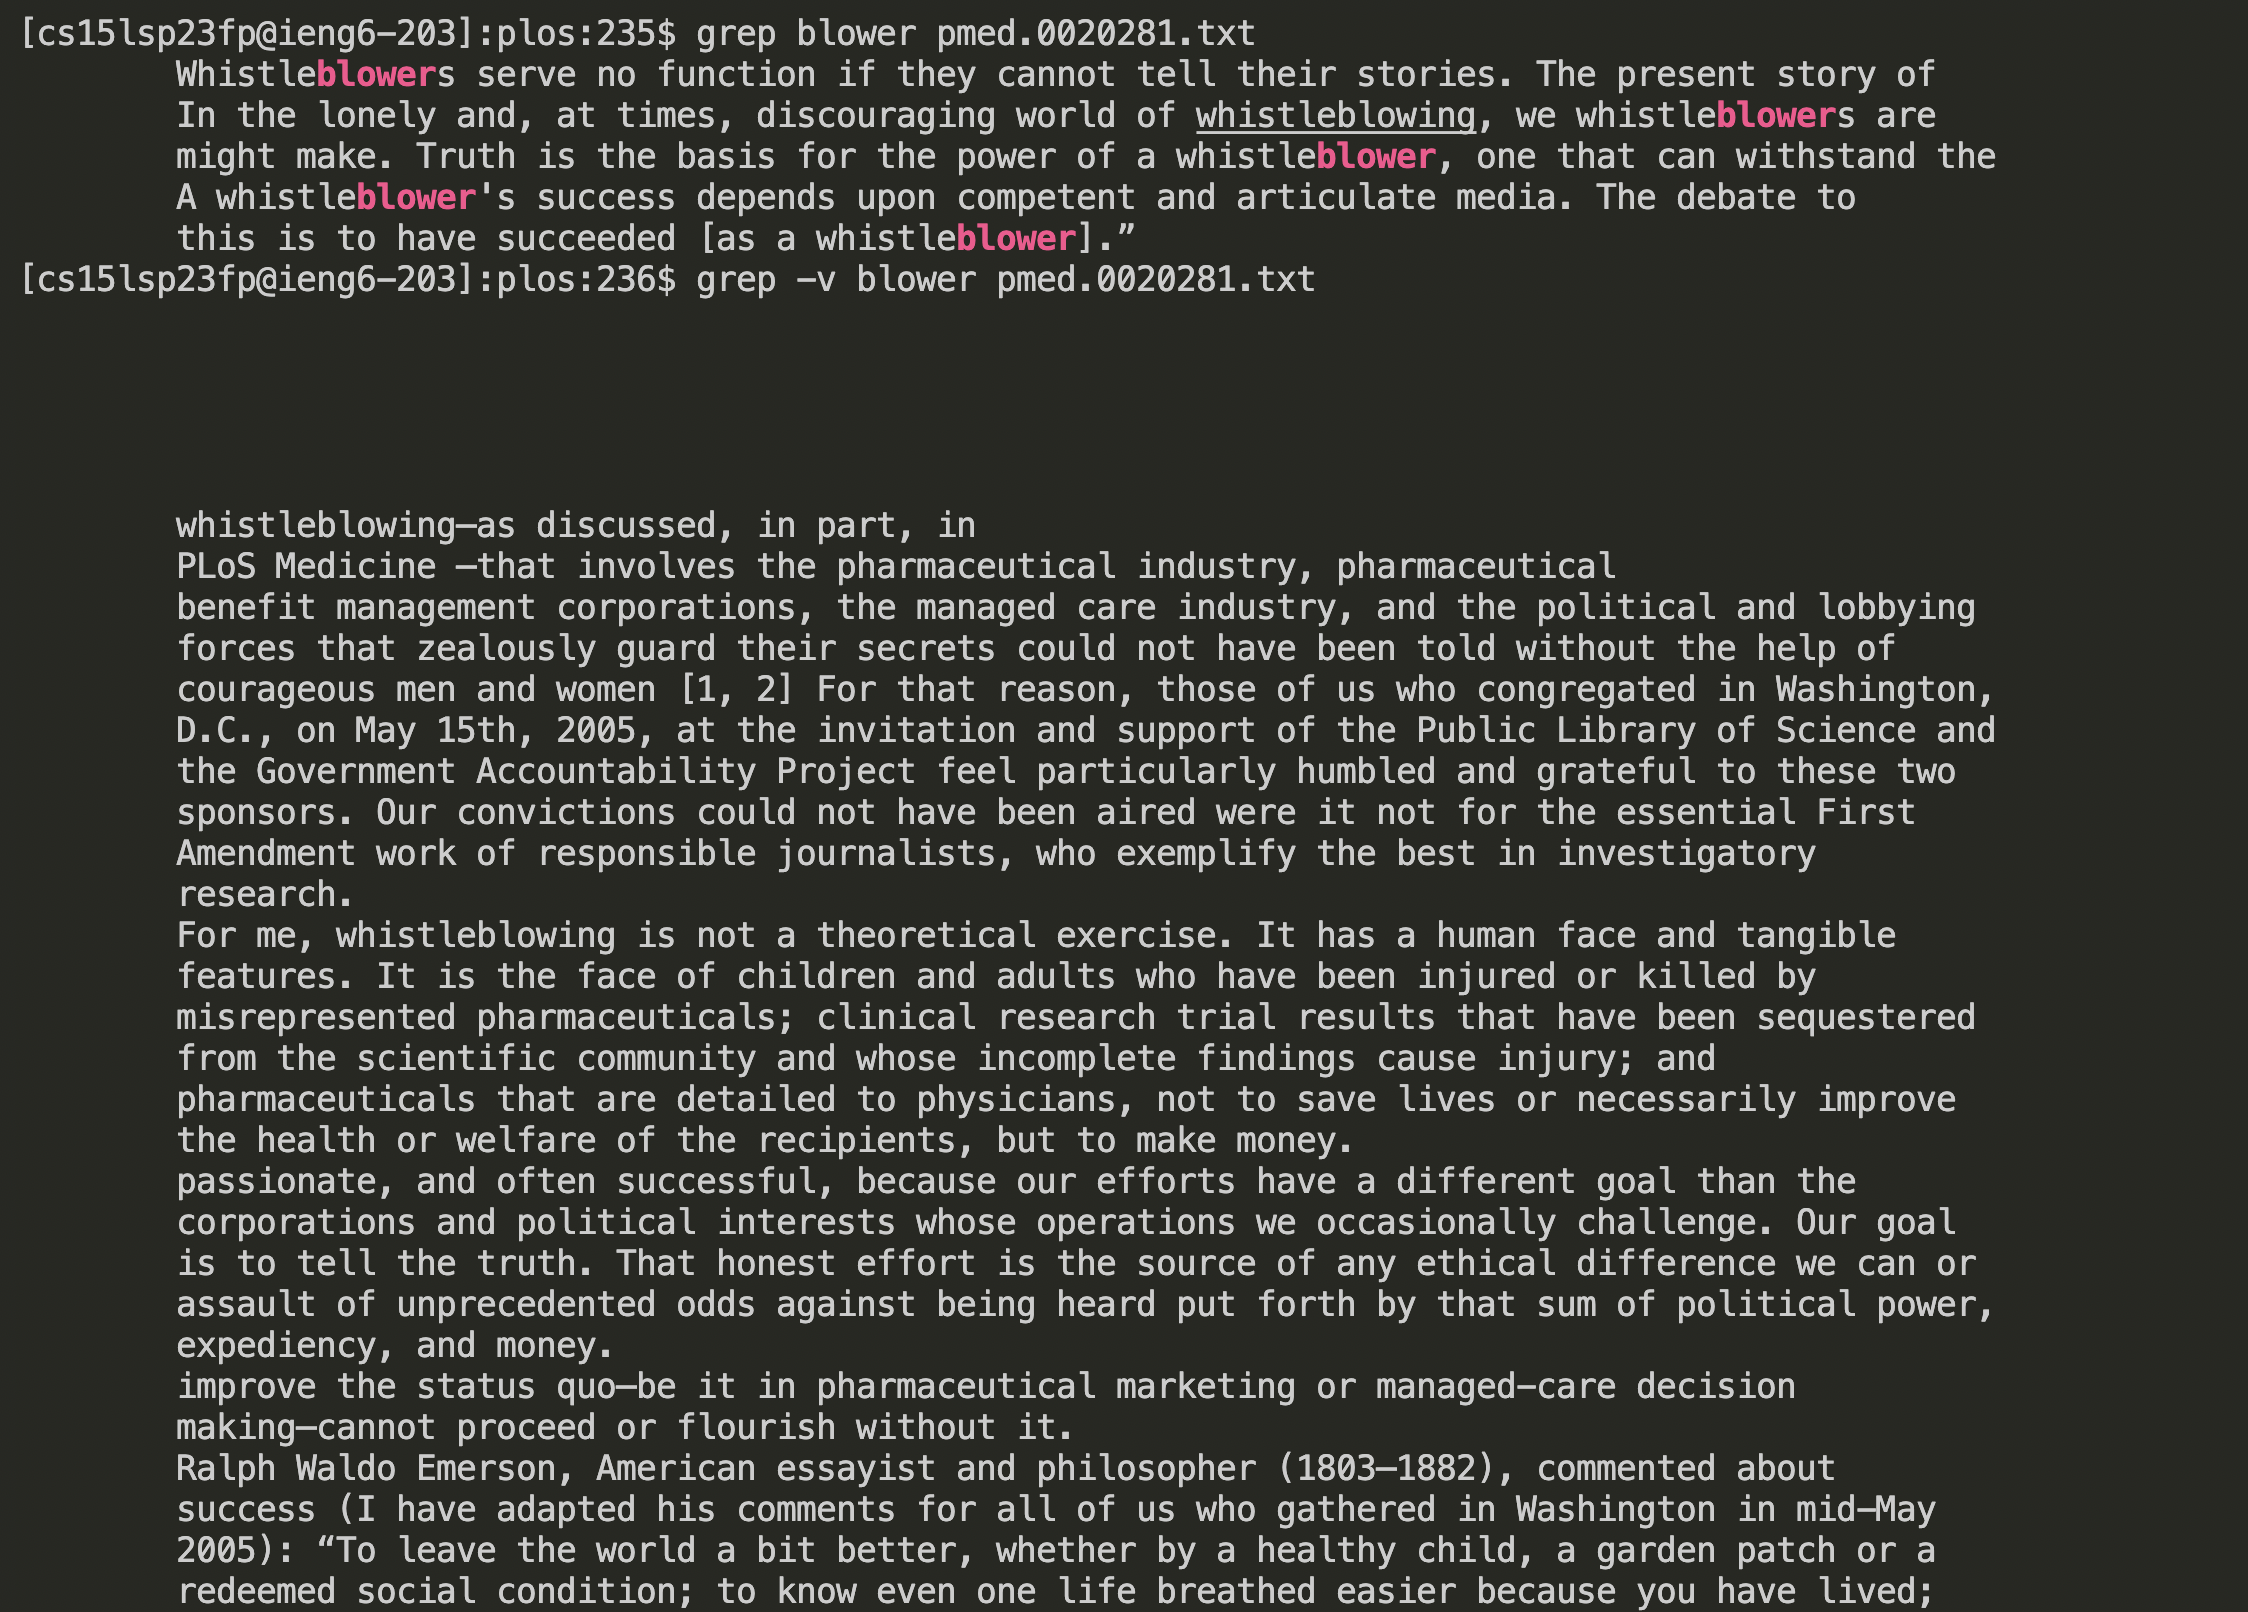 [cs15lsp23fp@ieng6-203]:plos:235$ grep blower pmed.0020281.txt
Whistleblowers serve no function if they cannot tell their stories. The present story of
In the lonely and, at times, discouraging world of whistleblowing, we whistleblowers are
might make. Truth is the basis for the power of a whistleblower, one that can withstand the
A whistleblower's success depends upon competent and articulate media. The debate to
this is to have succeeded [as a whistleblower].”
[cs15lsp23fp@ieng6-203]:plos:236$ grep -v blower pmed.0020281.txt
whistleblowing—as discussed, in part, in
PLoS Medicine —that involves the pharmaceutical industry, pharmaceutical
benefit management corporations, the managed care industry, and the political and lobbying
forces that zealously guard their secrets could not have been told without the help of
courageous men and women [1, 2] For that reason, those of us who congregated in Washington,
D.C., on May 15th, 2005, at the invitation and support of the Public Library of Science and
the Government Accountability Project feel particularly humbled and grateful to these two
sponsors. Our convictions could not have been aired were it not for the essential First
Amendment work of responsible journalists, who exemplify the best in investigatory
research.
For me, whistleblowing is not a theoretical exercise. It has a human face and tangible
features. It is the face of children and adults who have been injured or killed by
misrepresented pharmaceuticals; clinical research trial results that have been sequestered
from the scientific community and whose incomplete findings cause injury; and
pharmaceuticals that are detailed to physicians, not to save lives or necessarily improve
the health or welfare of the recipients, but to make money.
passionate, and often successful, because our efforts have a different goal than the
corporations and political interests whose operations we occasionally challenge. Our goal
is to tell the truth. That honest effort is the source of any ethical difference we can or
assault of unprecedented odds against being heard put forth by that sum of political power,
expediency, and money.
improve the status quo—be it in pharmaceutical marketing or managed-care decision
making—cannot proceed or flourish without it.
Ralph Waldo Emerson, American essayist and philosopher (1803–1882), commented about
success (I have adapted his comments for all of us who gathered in Washington in mid-May
2005): “To leave the world a bit better, whether by a healthy child, a garden patch or a
redeemed social condition; to know even one life breathed easier because you have lived;